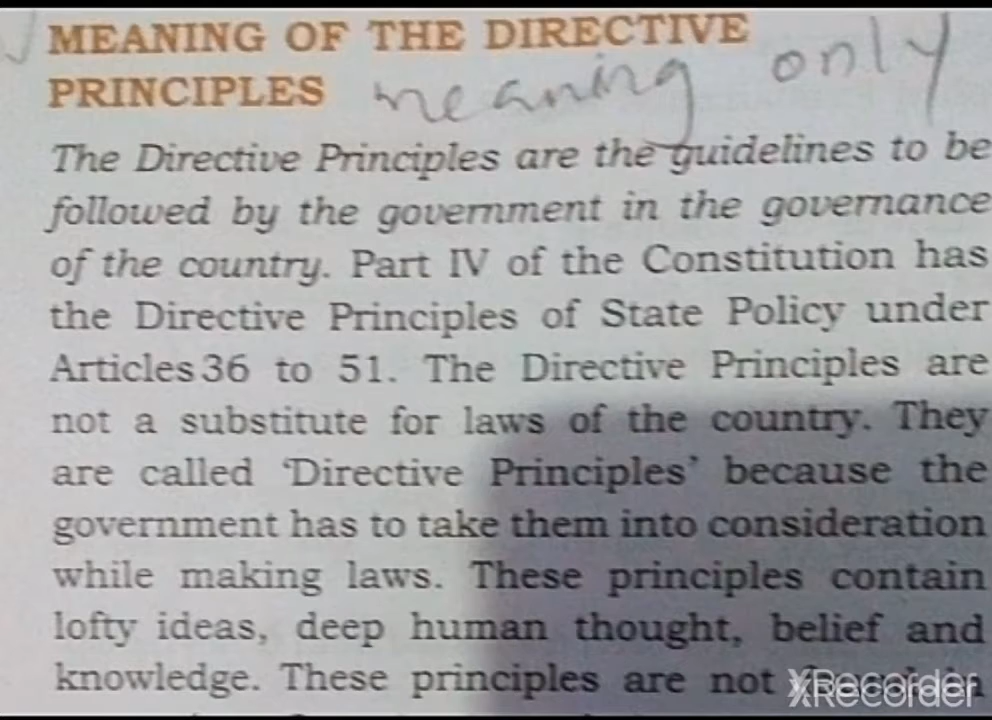 MEANING OF THE DIRECTIVE
PRINCIPLES meaning only
The Directive Principles are the guidelines to be
followed by the government in the governance
of the country. Part IV of the Constitution has
the Directive Principles of State Policy under
Articles 36 to 51. The Directive Principles are
not a substitute for laws of the country. They
are called ‘Directive Principles’ because the
government has to take them into consideration
while making laws. These principles contain
lofty ideas, deep human thought, belief and
knowledge. These principles are not
XRecorder